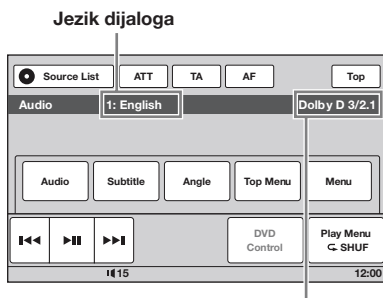 Jezik dijaloga
Source List ATT TA AF Top
Audio 1: English Dolby D 3/2.1
Audio Subtitle Angle Top Menu Menu
DVD Control Play Menu SHUF
15 12:00